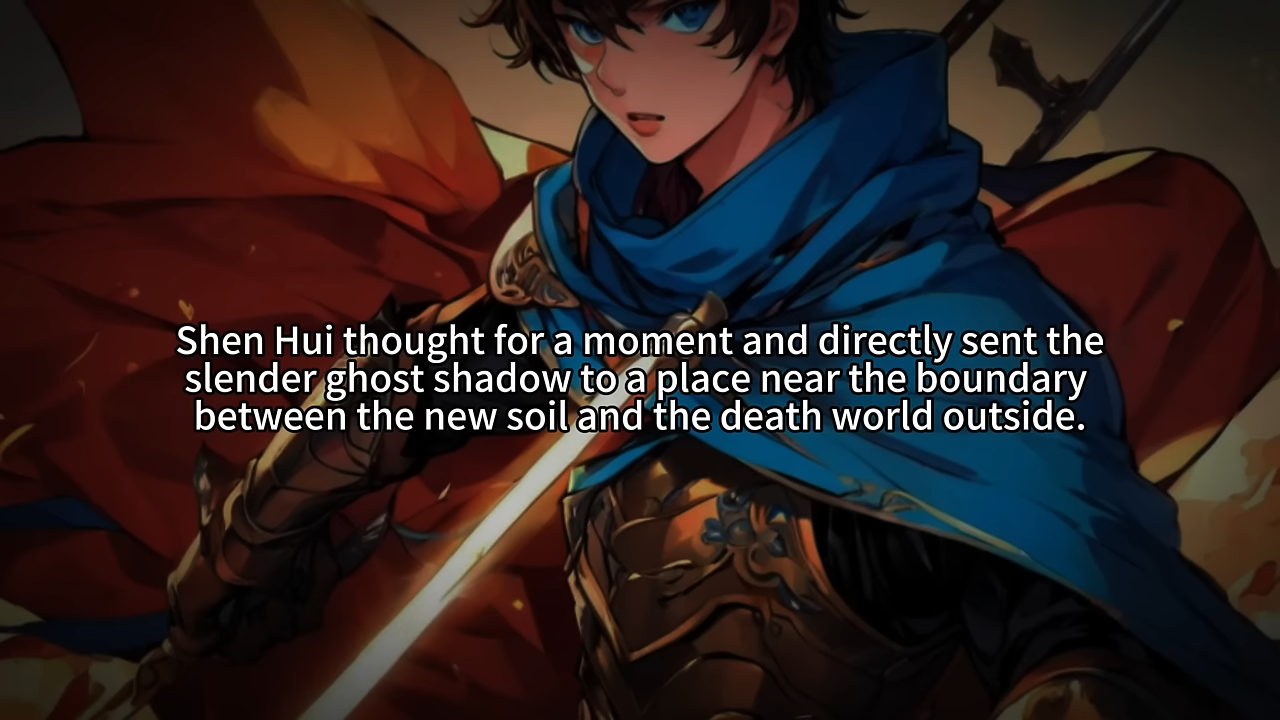 Shen Hui thought for a moment and directly sent the
slender ghost shadow to a place near the boundary
between the new soil and the death world outside.